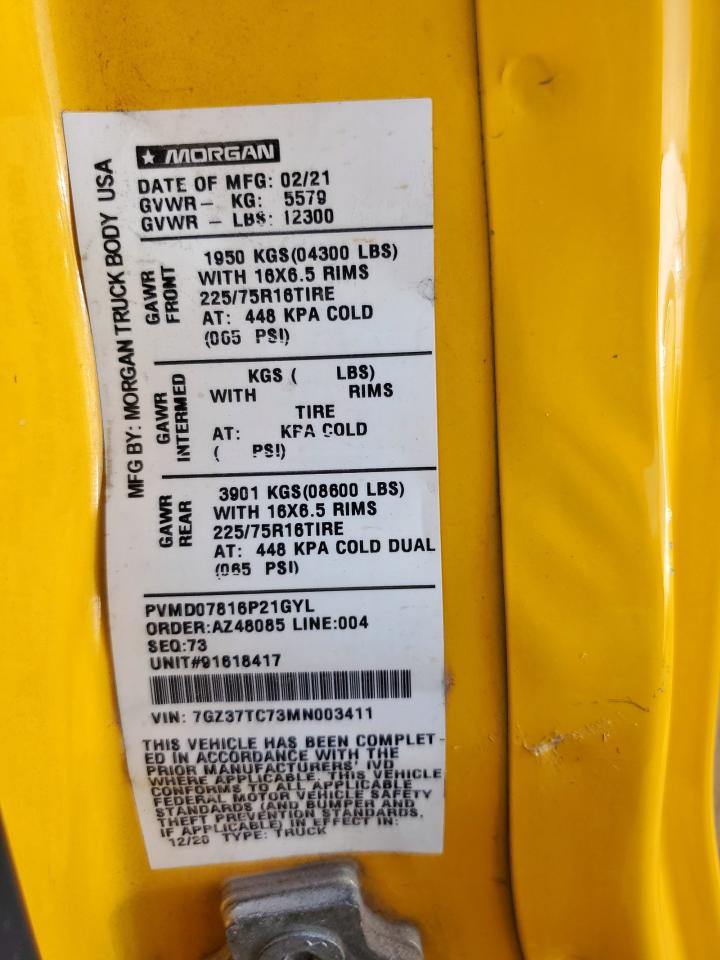 MORGAN
DATE OF MFG: 02/21
GVWR- KG: 5579
GVWR - LBS: 12300
MFG BY: MORGAN TRUCK BODY USA
GAWR FRONT
1950 KGS(04300 LBS)
WITH 16X6.5 RIMS
225/75R16TIRE
AT: 448 KPA COLD
(065 PSI)
GAWR INTERMED
KGS ( LBS)
WITH RIMS
TIRE
AT: KPA COLD
( PSI)
GAWR REAR
3901 KGS(08600 LBS)
WITH 16X6.5 RIMS
225/75R16TIRE
AT: 448 KPA COLD DUAL
(065 PSI)
PVMD07816P21GYL
ORDER:AZ48085 LINE:004
SEQ:73
UNIT#91618417
VIN: 7GZ37TC73MN003411
THIS VEHICLE HAS BEEN COMPLET-
ED IN ACCORDANCE WITH THE
PRIOR MANUFACTURERS' IVD
WHERE APPLICABLE. THIS VEHICLE
CONFORMS TO ALL APPLICABLE
FEDERAL MOTOR VEHICLE SAFETY
STANDARDS (AND BUMPER AND
THEFT PREVENTION STANDARDS,
IF APPLICABLE) IN EFFECT IN:
12/20 TYPE: TRUCK